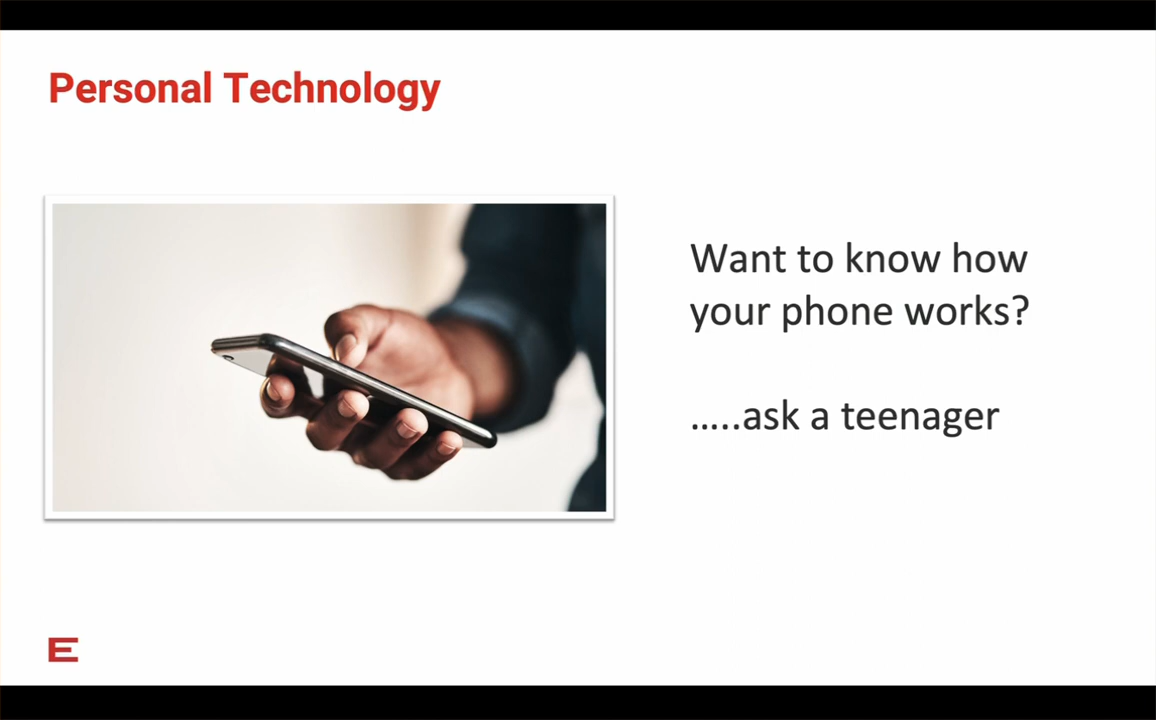 Personal Technology
Want to know how
your phone works?
.....ask a teenager
E